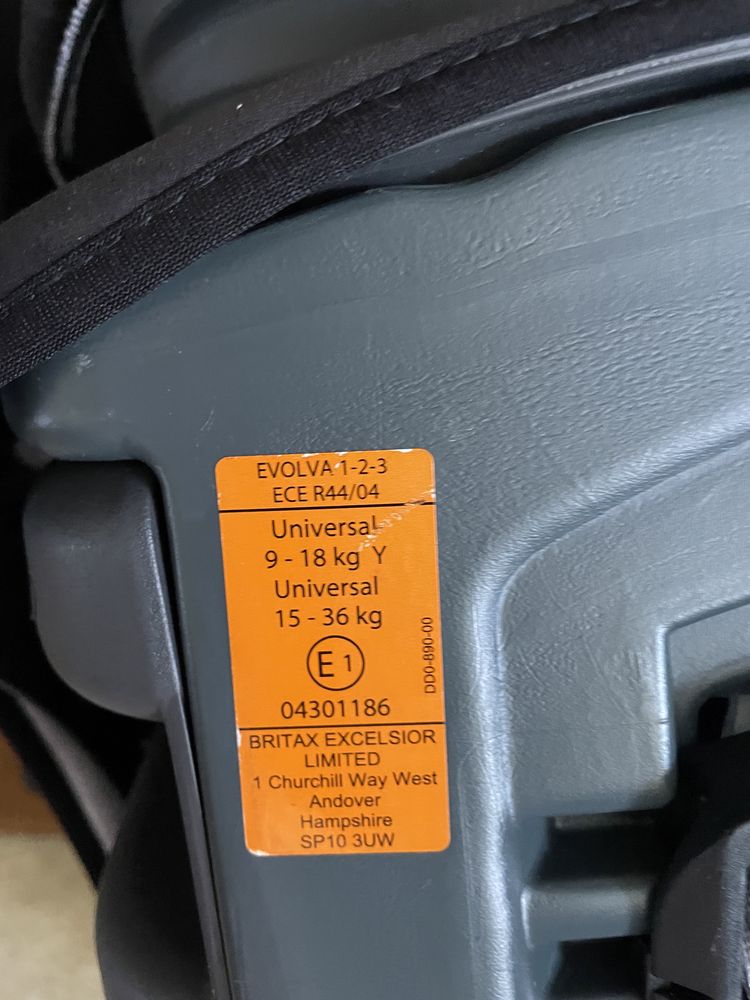 EVOLVA 1-2-3
ECE R44/04
Universal
9 - 18 kg Y
Universal
15 - 36 kg
E 1
DD0-890-00
04301186
BRITAX EXCELSIOR
LIMITED
1 Churchill Way West
Andover
Hampshire
SP10 3UW